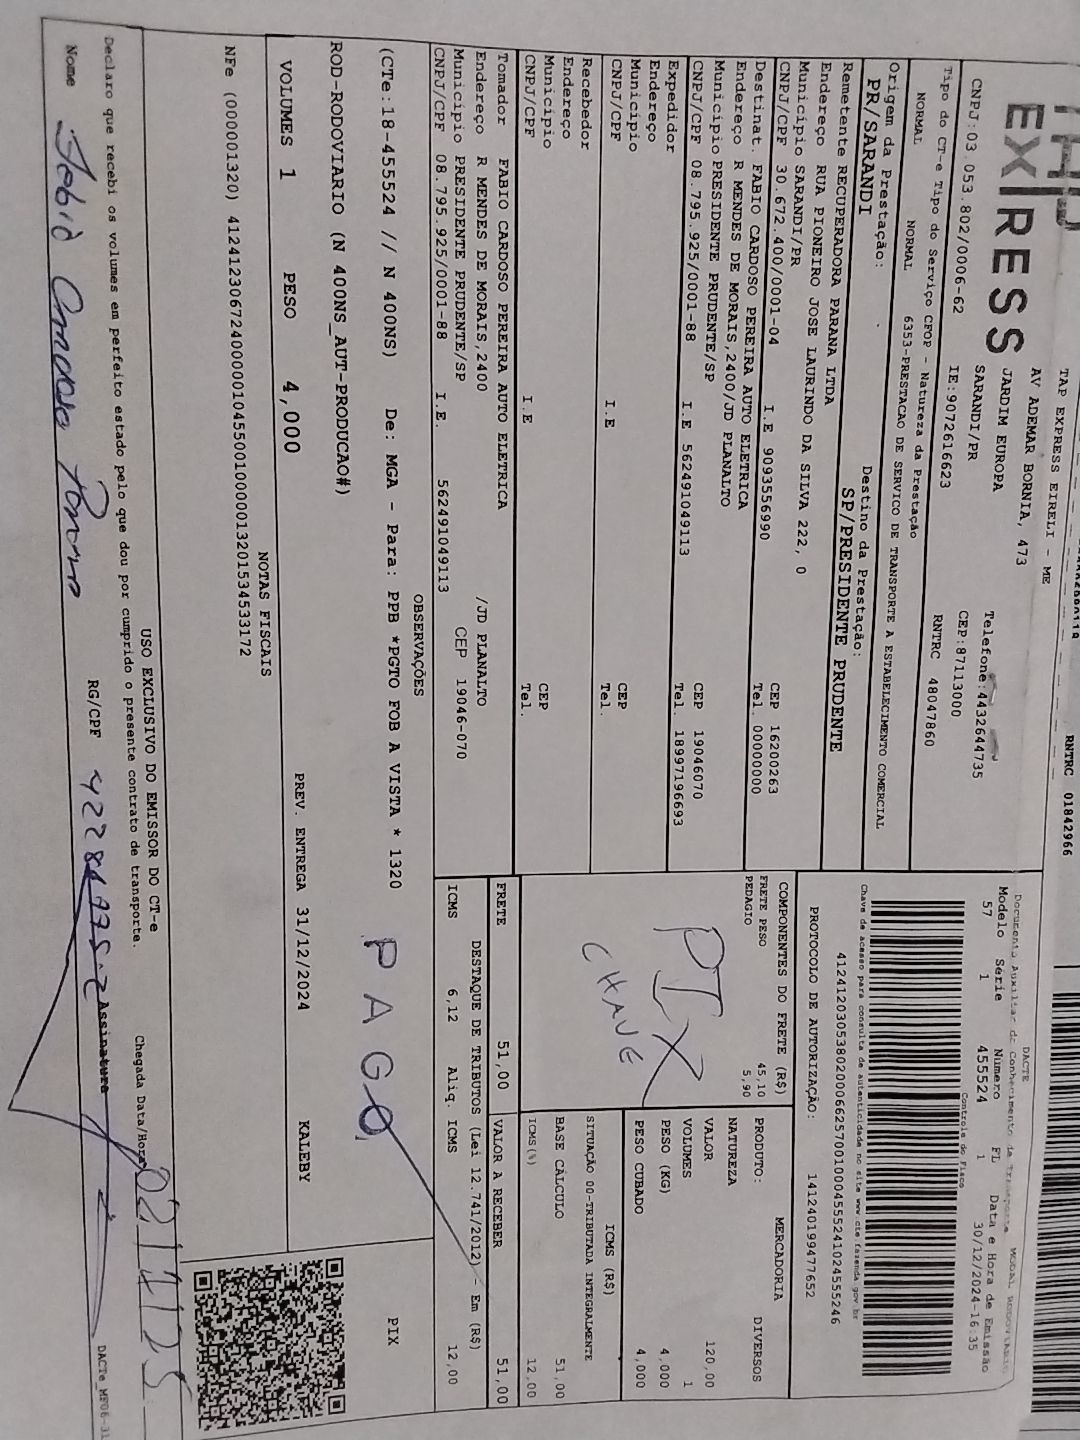 TAP EXPRESS EIRELI - ME
RNTRC 01842966
EXPRESS
AV ADEMAR BORNIA, 473
JARDIM EUROPA
SARANDI/PR
Telefone:4432644735
CEP:87113000
CNPJ:03.053.802/0006-62
IE:9072616623
RNTRC 48047860
DACTE
Documento Auxiliar do Conhecimento de Transporte
Modelo Série Número FL Data e Hora de Emissão
57 1 455524 1 30/12/2024-16:35
Controle do Fisco
Chave de acesso para consulta de autenticidade no site www.cte.fazenda.gov.br
41241203053802000662570010004555241024555246
PROTOCOLO DE AUTORIZAÇÃO: 141240199477652
Tipo do CT-e Tipo do Serviço CFOP - Natureza da Prestação
NORMAL NORMAL 6353-PRESTACAO DE SERVICO DE TRANSPORTE A ESTABELECIMENTO COMERCIAL
Origem da Prestação: Destino da Prestação:
PR/SARANDI SP/PRESIDENTE PRUDENTE
Remetente RECUPERADORA PARANA LTDA
Endereço RUA PIONEIRO JOSE LAURINDO DA SILVA 222, 0
Municipio SARANDI/PR CEP 16200263
CNPJ/CPF 30.672.400/0001-04 I.E 9093556990 Tel. 00000000
Destinat. FABIO CARDOSO PEREIRA AUTO ELETRICA
Endereço R MENDES DE MORAIS,2400/JD PLANALTO
Municipio PRESIDENTE PRUDENTE/SP CEP 19046070
CNPJ/CPF 08.795.925/0001-88 I.E 562491049113 Tel. 18997196693
Expedidor
Endereço
Municipio CEP
CNPJ/CPF I.E Tel.
Recebedor
Endereço
Municipio CEP
CNPJ/CPF I.E Tel.
Tomador FABIO CARDOSO PEREIRA AUTO ELETRICA
Endereço R MENDES DE MORAIS,2400 /JD PLANALTO
Municipio PRESIDENTE PRUDENTE/SP CEP 19046-070
CNPJ/CPF 08.795.925/0001-88 I.E. 562491049113
COMPONENTES DO FRETE (R$)
FRETE PESO 45,10
PEDAGIO 5,90
PIX
CHAVE
MERCADORIA
PRODUTO: DIVERSOS
NATUREZA
VALOR 120,00
VOLUMES 1
PESO (KG) 4,000
PESO CUBADO 4,000
ICMS (R$)
SITUAÇÃO 00-TRIBUTADA INTEGRALMENTE
BASE CÁLCULO 51,00
ICMS(%) 12,00
FRETE 51,00 VALOR A RECEBER 51,00
DESTAQUE DE TRIBUTOS (Lei 12.741/2012) - Em (R$)
ICMS 6,12 Aliq. ICMS 12,00
OBSERVAÇÕES
(CTe:18-455524 // N 400NS) De: MGA - Para: PPB *PGTO FOB A VISTA * 1320
PAGO
PIX
ROD-RODOVIARIO (N 400NS_AUT-PRODUCAO#)
VOLUMES 1 PESO 4,000 PREV. ENTREGA 31/12/2024 KALEBY
NOTAS FISCAIS
NFe (000001320) 41241230672400000104550010000013201534533172
USO EXCLUSIVO DO EMISSOR DO CT-e
Declaro que recebi os volumes em perfeito estado pelo que dou por cumprido o presente contrato de transporte.
Chegada Data/Hora
Nome RG/CPF Assinatura
DACTe_MF06-31